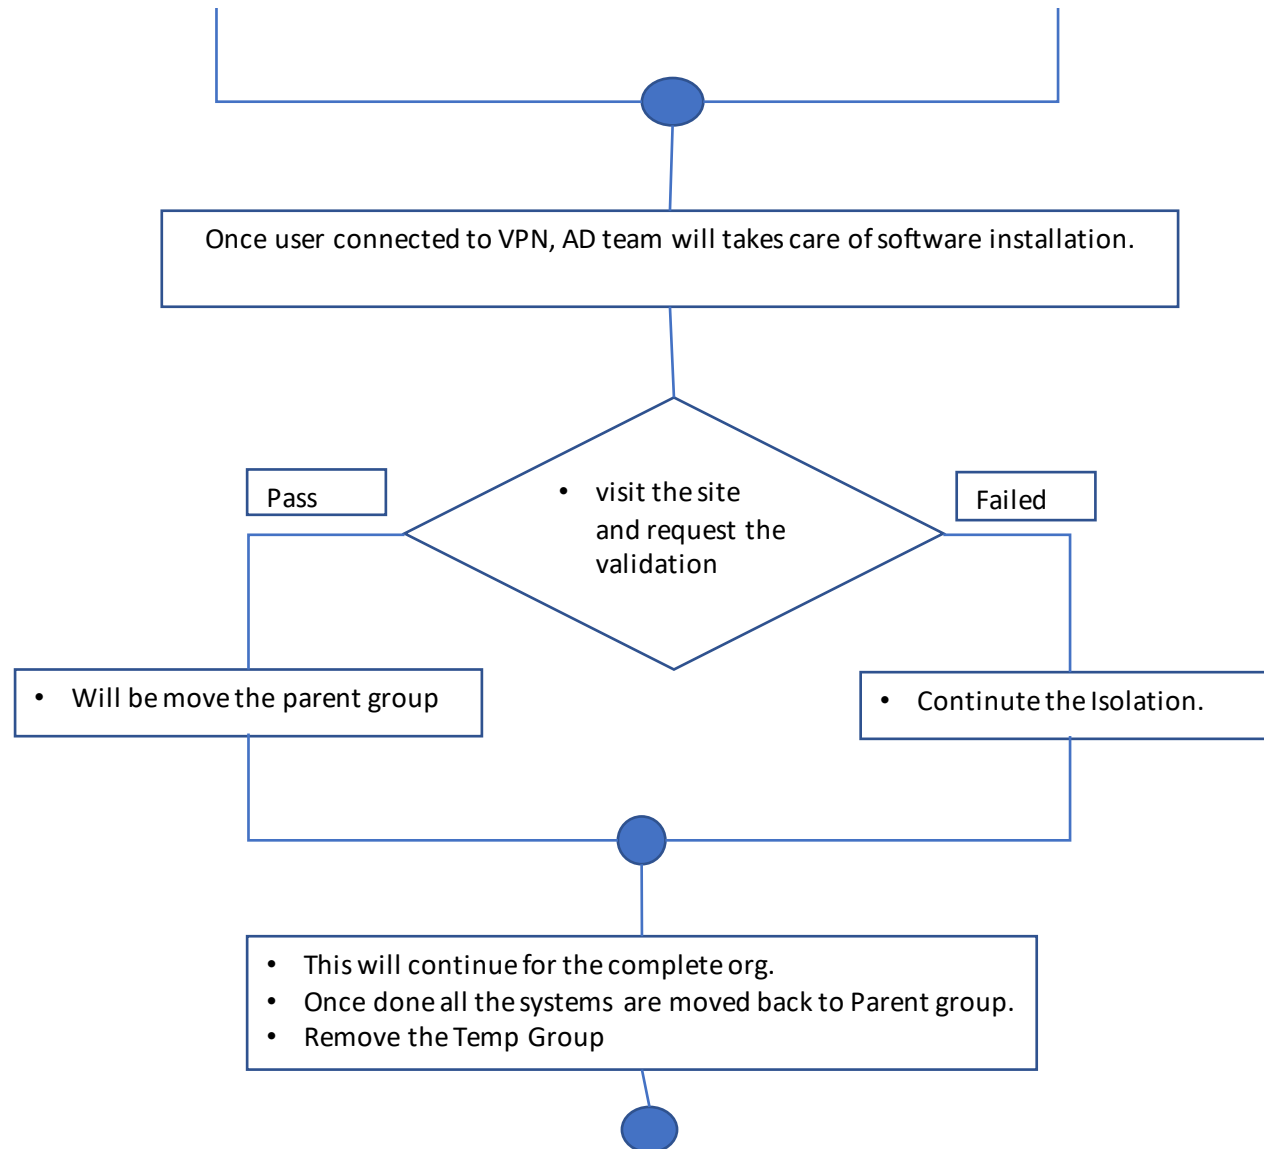 Once user connected to VPN, AD team will takes care of software installation.
Pass
• visit the site
and request the
validation
Failed
• Will be move the parent group
• Continute the Isolation.
• This will continue for the complete org.
• Once done all the systems are moved back to Parent group.
• Remove the Temp Group